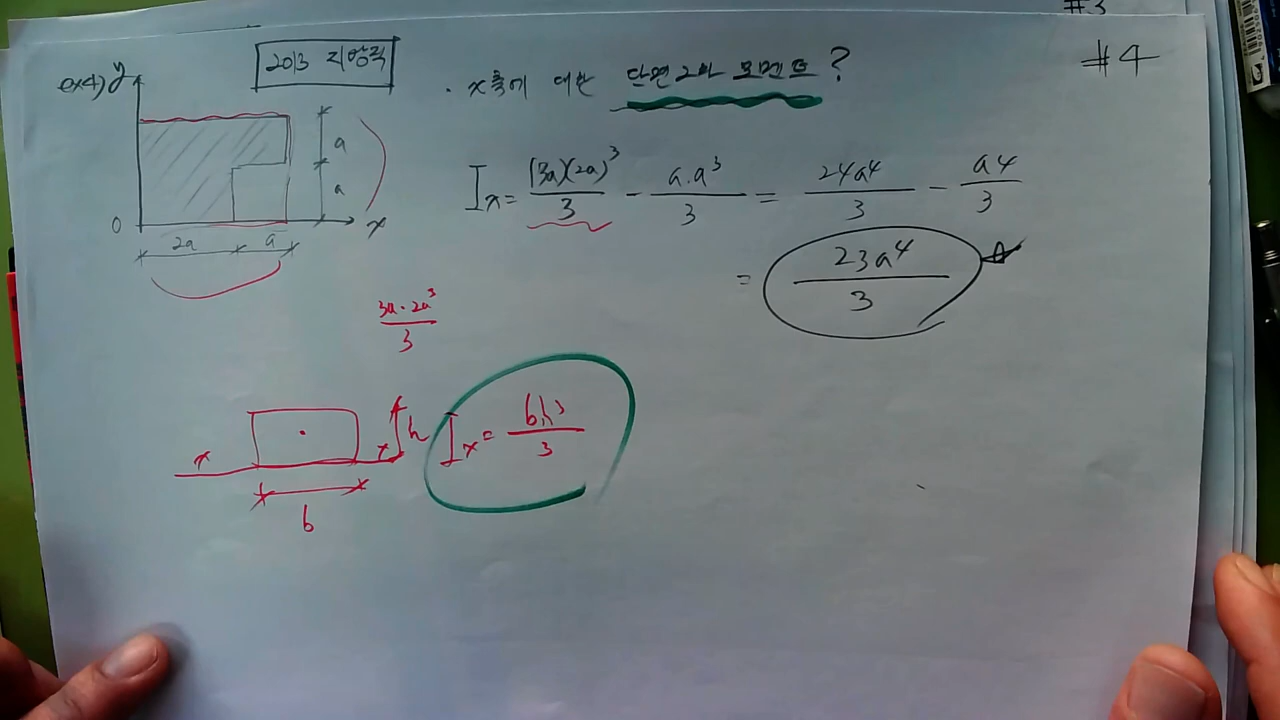 #3
#4
ex4)
2013 지방직
· x축에 대한 단면2차 모멘트?
y
a
a
0
x
2a
a
Ix = (3a)(2a)³/3 - a.a³/3 = 24a⁴/3 - a⁴/3
= 23a⁴/3
3a·2a³/3
x
x
h
b
Ix = bh³/3